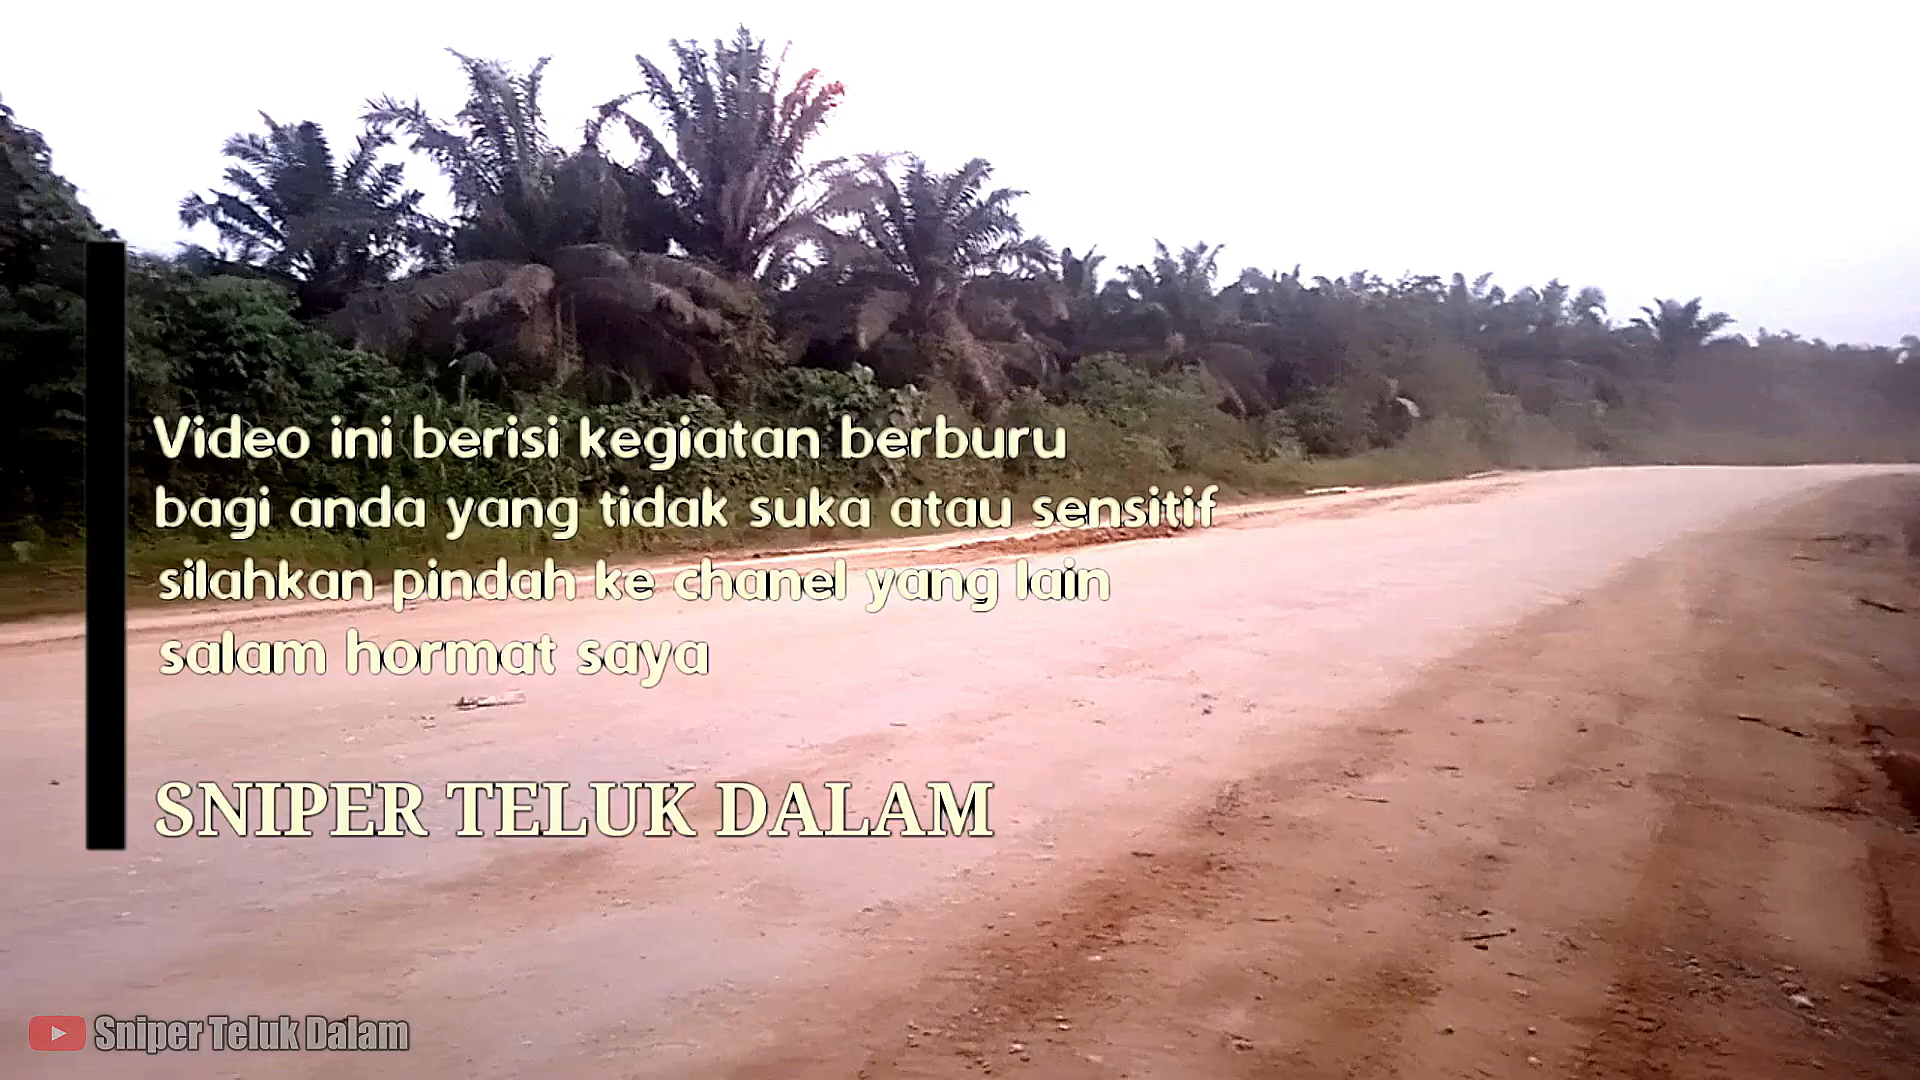 Video ini berisi kegiatan berburu
bagi anda yang tidak suka atau sensitif
silahkan pindah ke chanel yang lain
salam hormat saya
SNIPER TELUK DALAM
Sniper Teluk Dalam